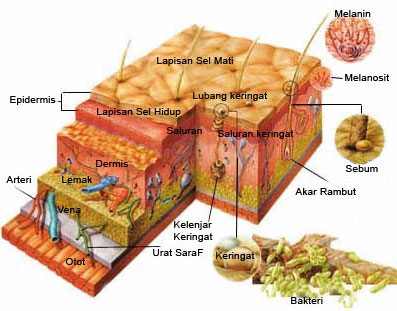 Melanin
Lapisan Sel Mati
Melanosit
Epidermis
Lubang keringat
Lapisan Sel Hidup
Saluran
Saluran keringat
Dermis
Sebum
Arteri
Lemak
Akar Rambut
Vena
Kelenjar
Keringat
Urat SaraF
Keringat
Otot
Bakteri